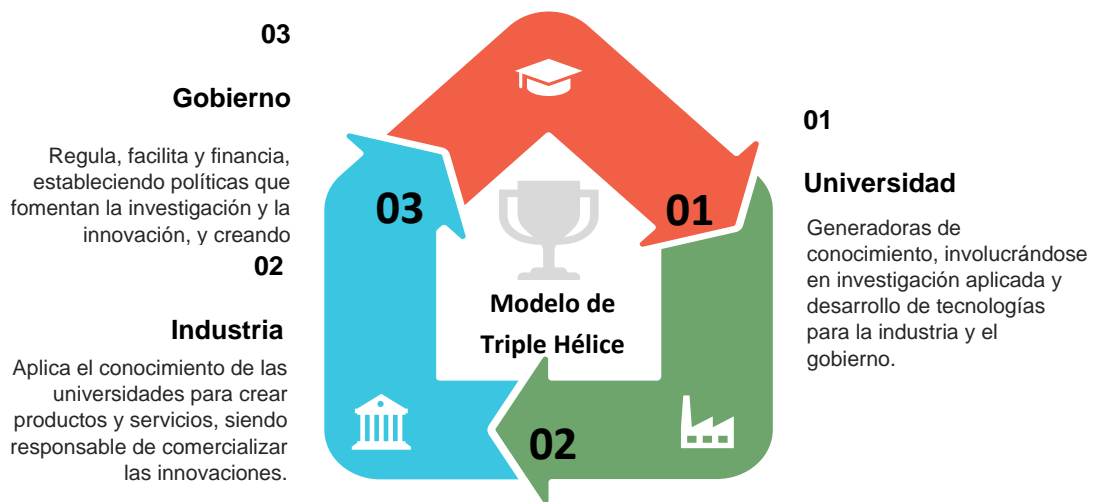 03
Gobierno
Regula, facilita y financia,
estableciendo políticas que
fomentan la investigación y la
innovación, y creando
02
Industria
Aplica el conocimiento de las
universidades para crear
productos y servicios, siendo
responsable de comercializar
las innovaciones.
03
01
02
Modelo de
Triple Hélice
01
Universidad
Generadoras de
conocimiento, involucrándose
en investigación aplicada y
desarrollo de tecnologías
para la industria y el
gobierno.